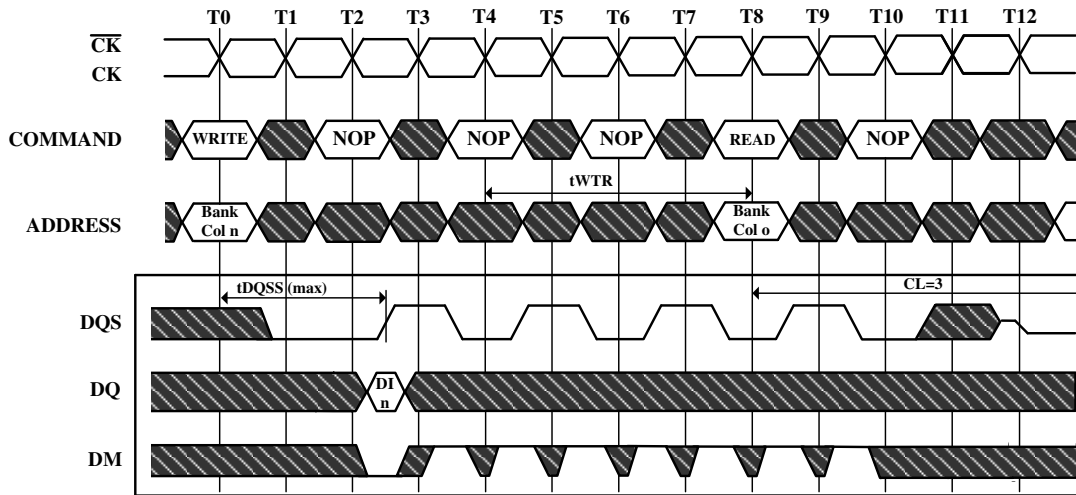 T0 T1 T2 T3 T4 T5 T6 T7 T8 T9 T10 T11 T12
CK
CK
COMMAND WRITE NOP NOP NOP READ NOP
tWTR
ADDRESS Bank Col n Bank Col o
tDQSS (max) CL=3
DQS
DQ DI n
DM